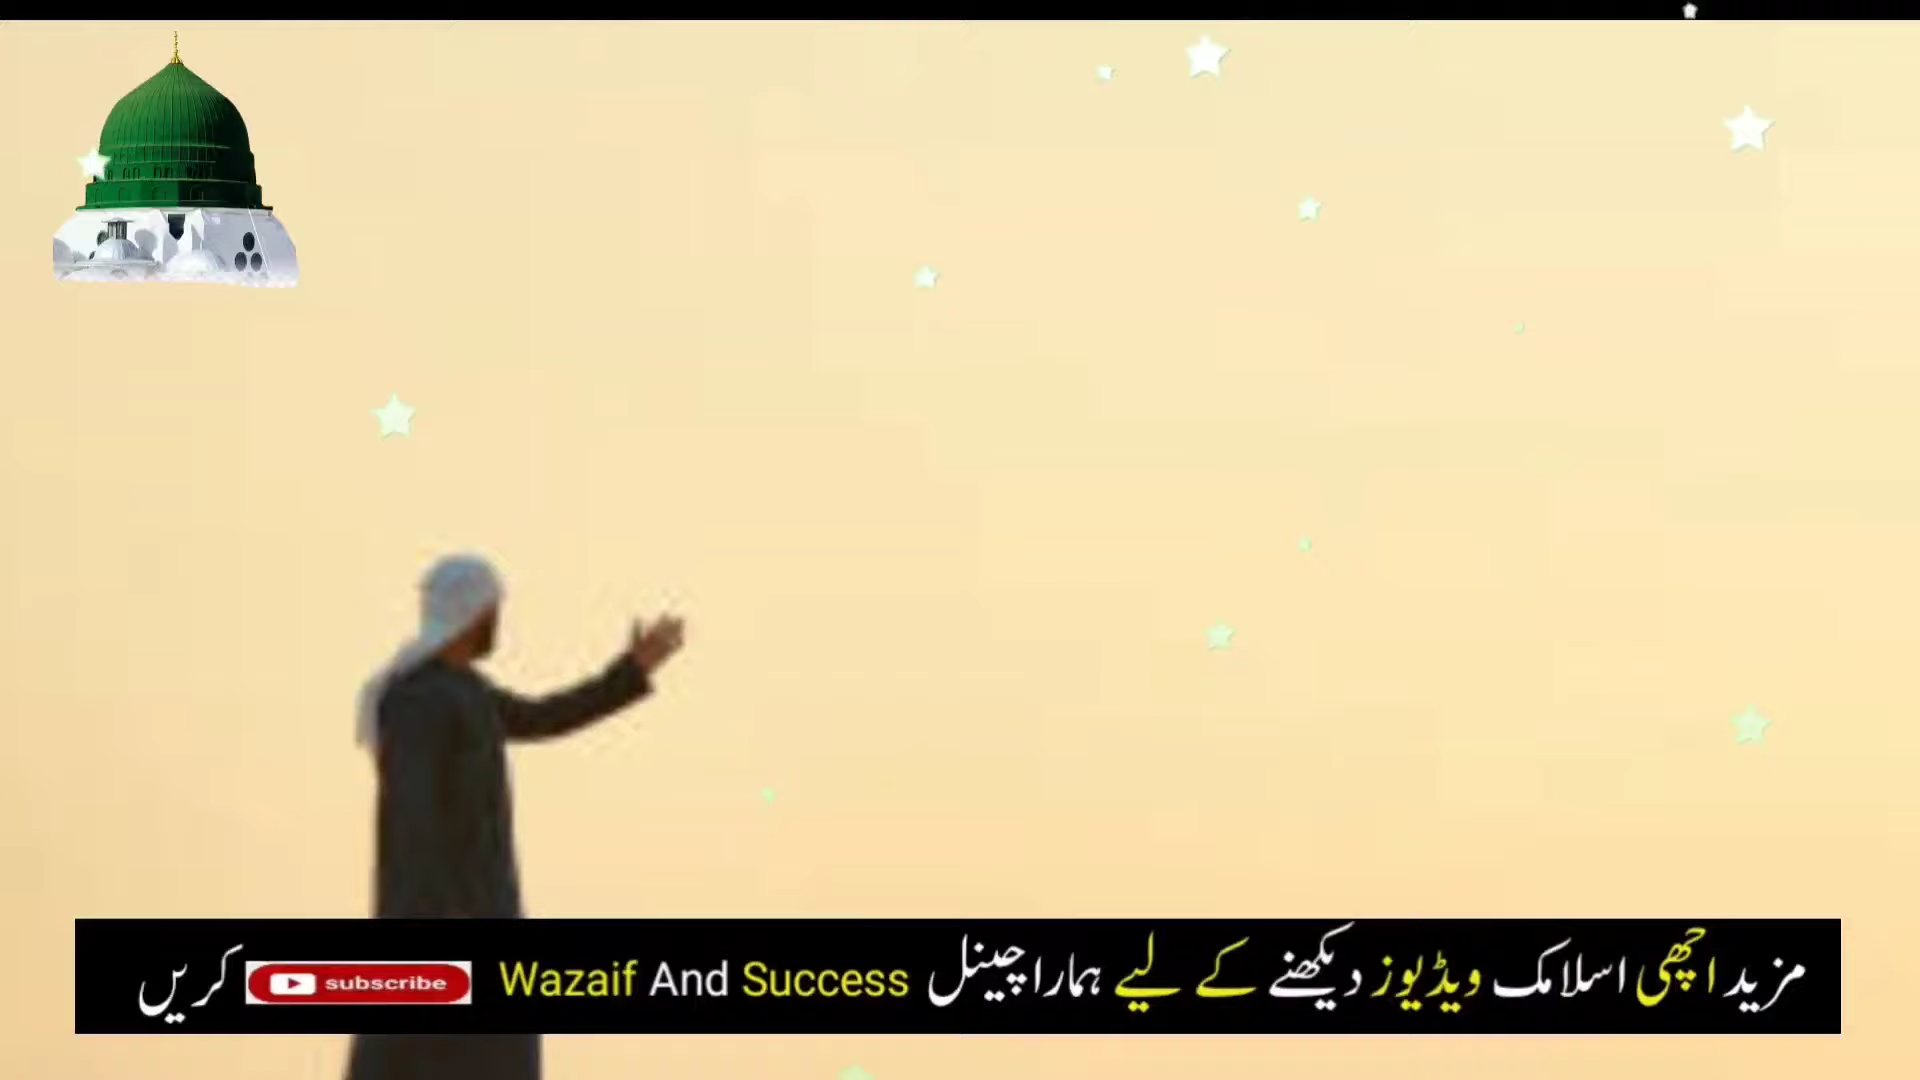 مزید اچھی اسلامک ویڈیوز دیکھنے کے لیے ہمارا چینل Wazaif And Success subscribe کریں